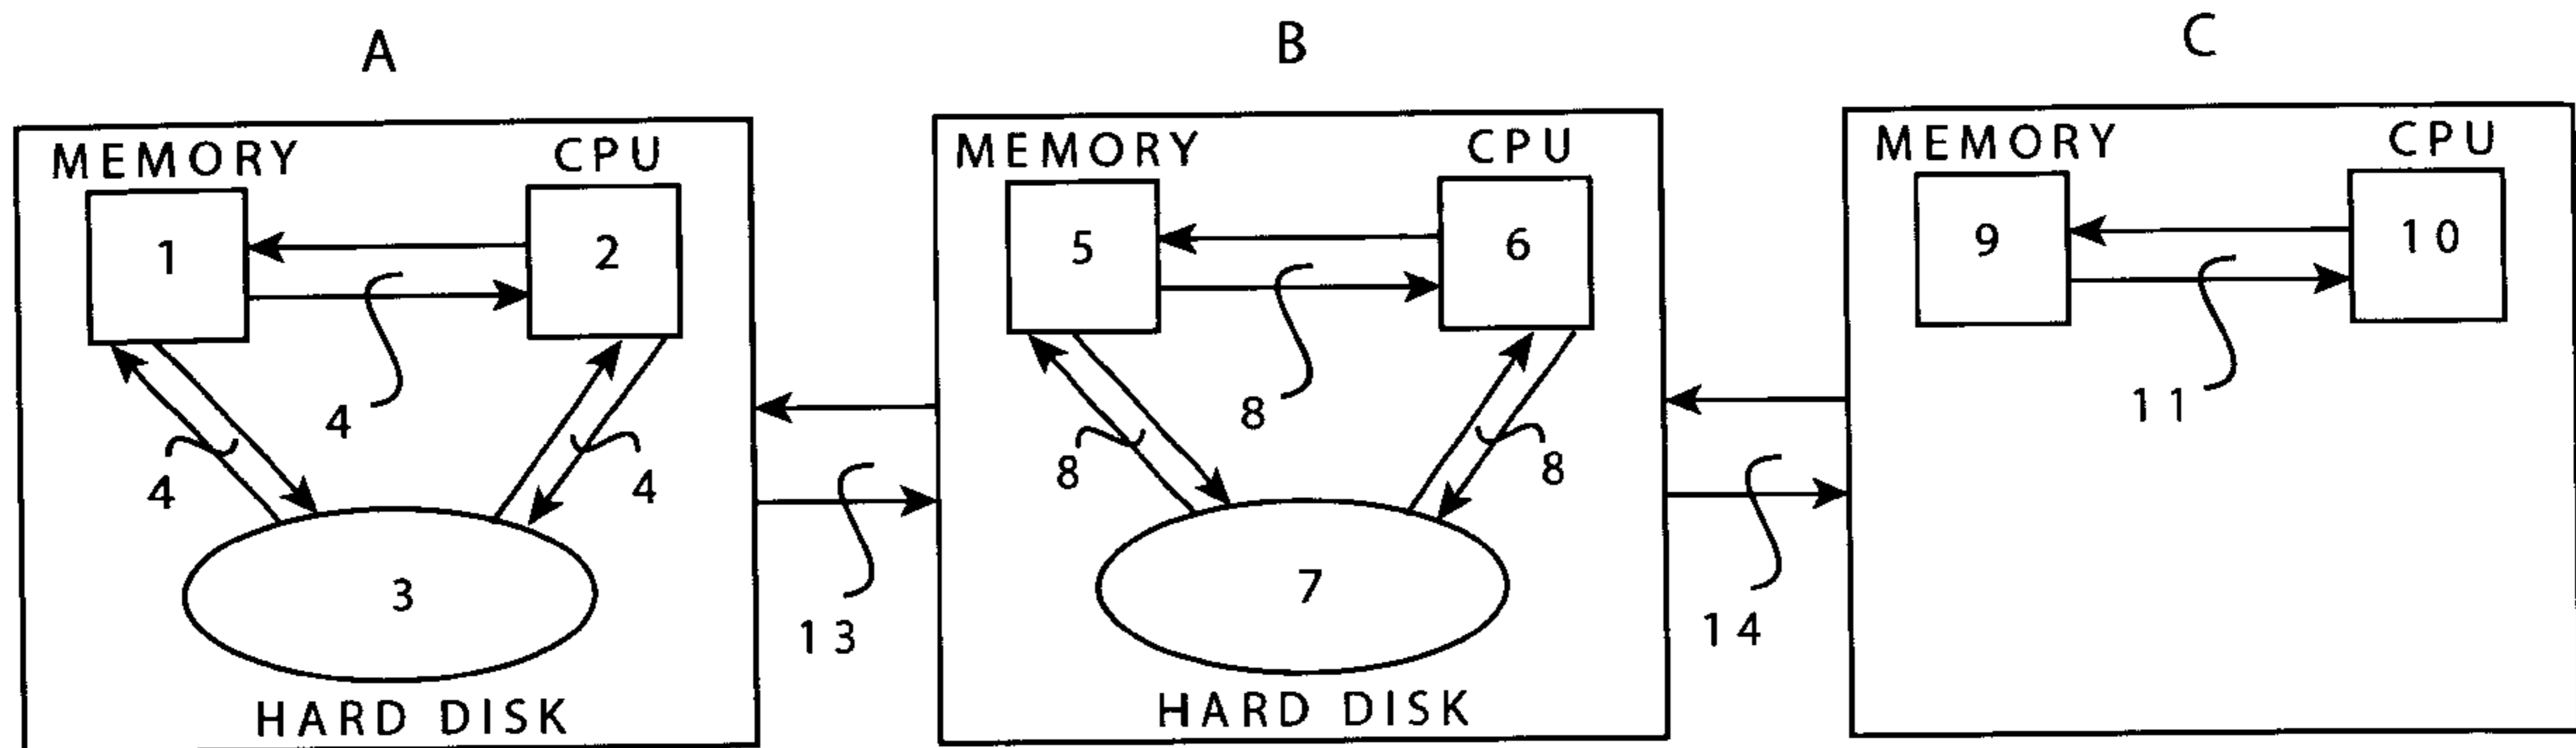 A B C
MEMORY CPU MEMORY CPU MEMORY CPU
1 2 5 6 9 10
4 8 11
4 4 8 8
3 13 7 14
HARD DISK HARD DISK